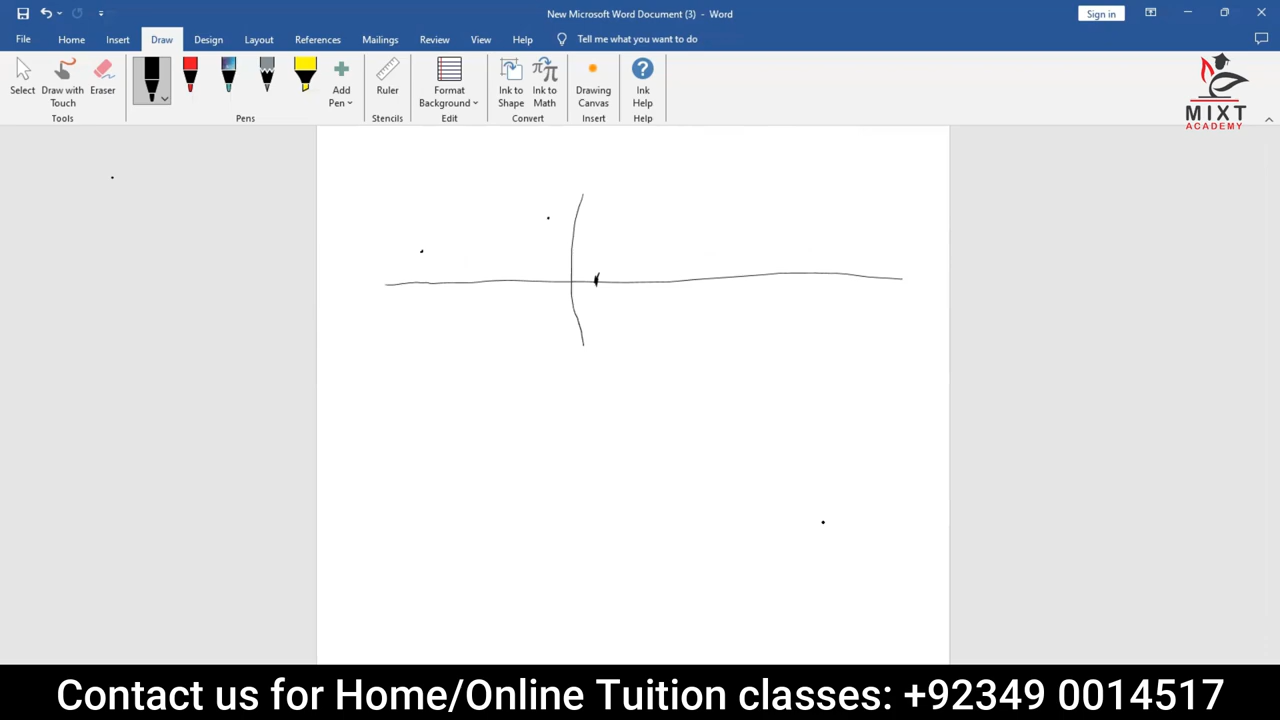 New Microsoft Word Document (3) - Word
Sign in
File Home Insert Draw Design Layout References Mailings Review View Help Tell me what you want to do
Select
Draw with Touch
Eraser
Add Pen
Ruler
Format Background
Ink to Shape
Ink to Math
Drawing Canvas
Ink Help
Tools
Pens
Stencils
Edit
Convert
Insert
Help
MIXT
ACADEMY
Contact us for Home/Online Tuition classes: +92349 0014517